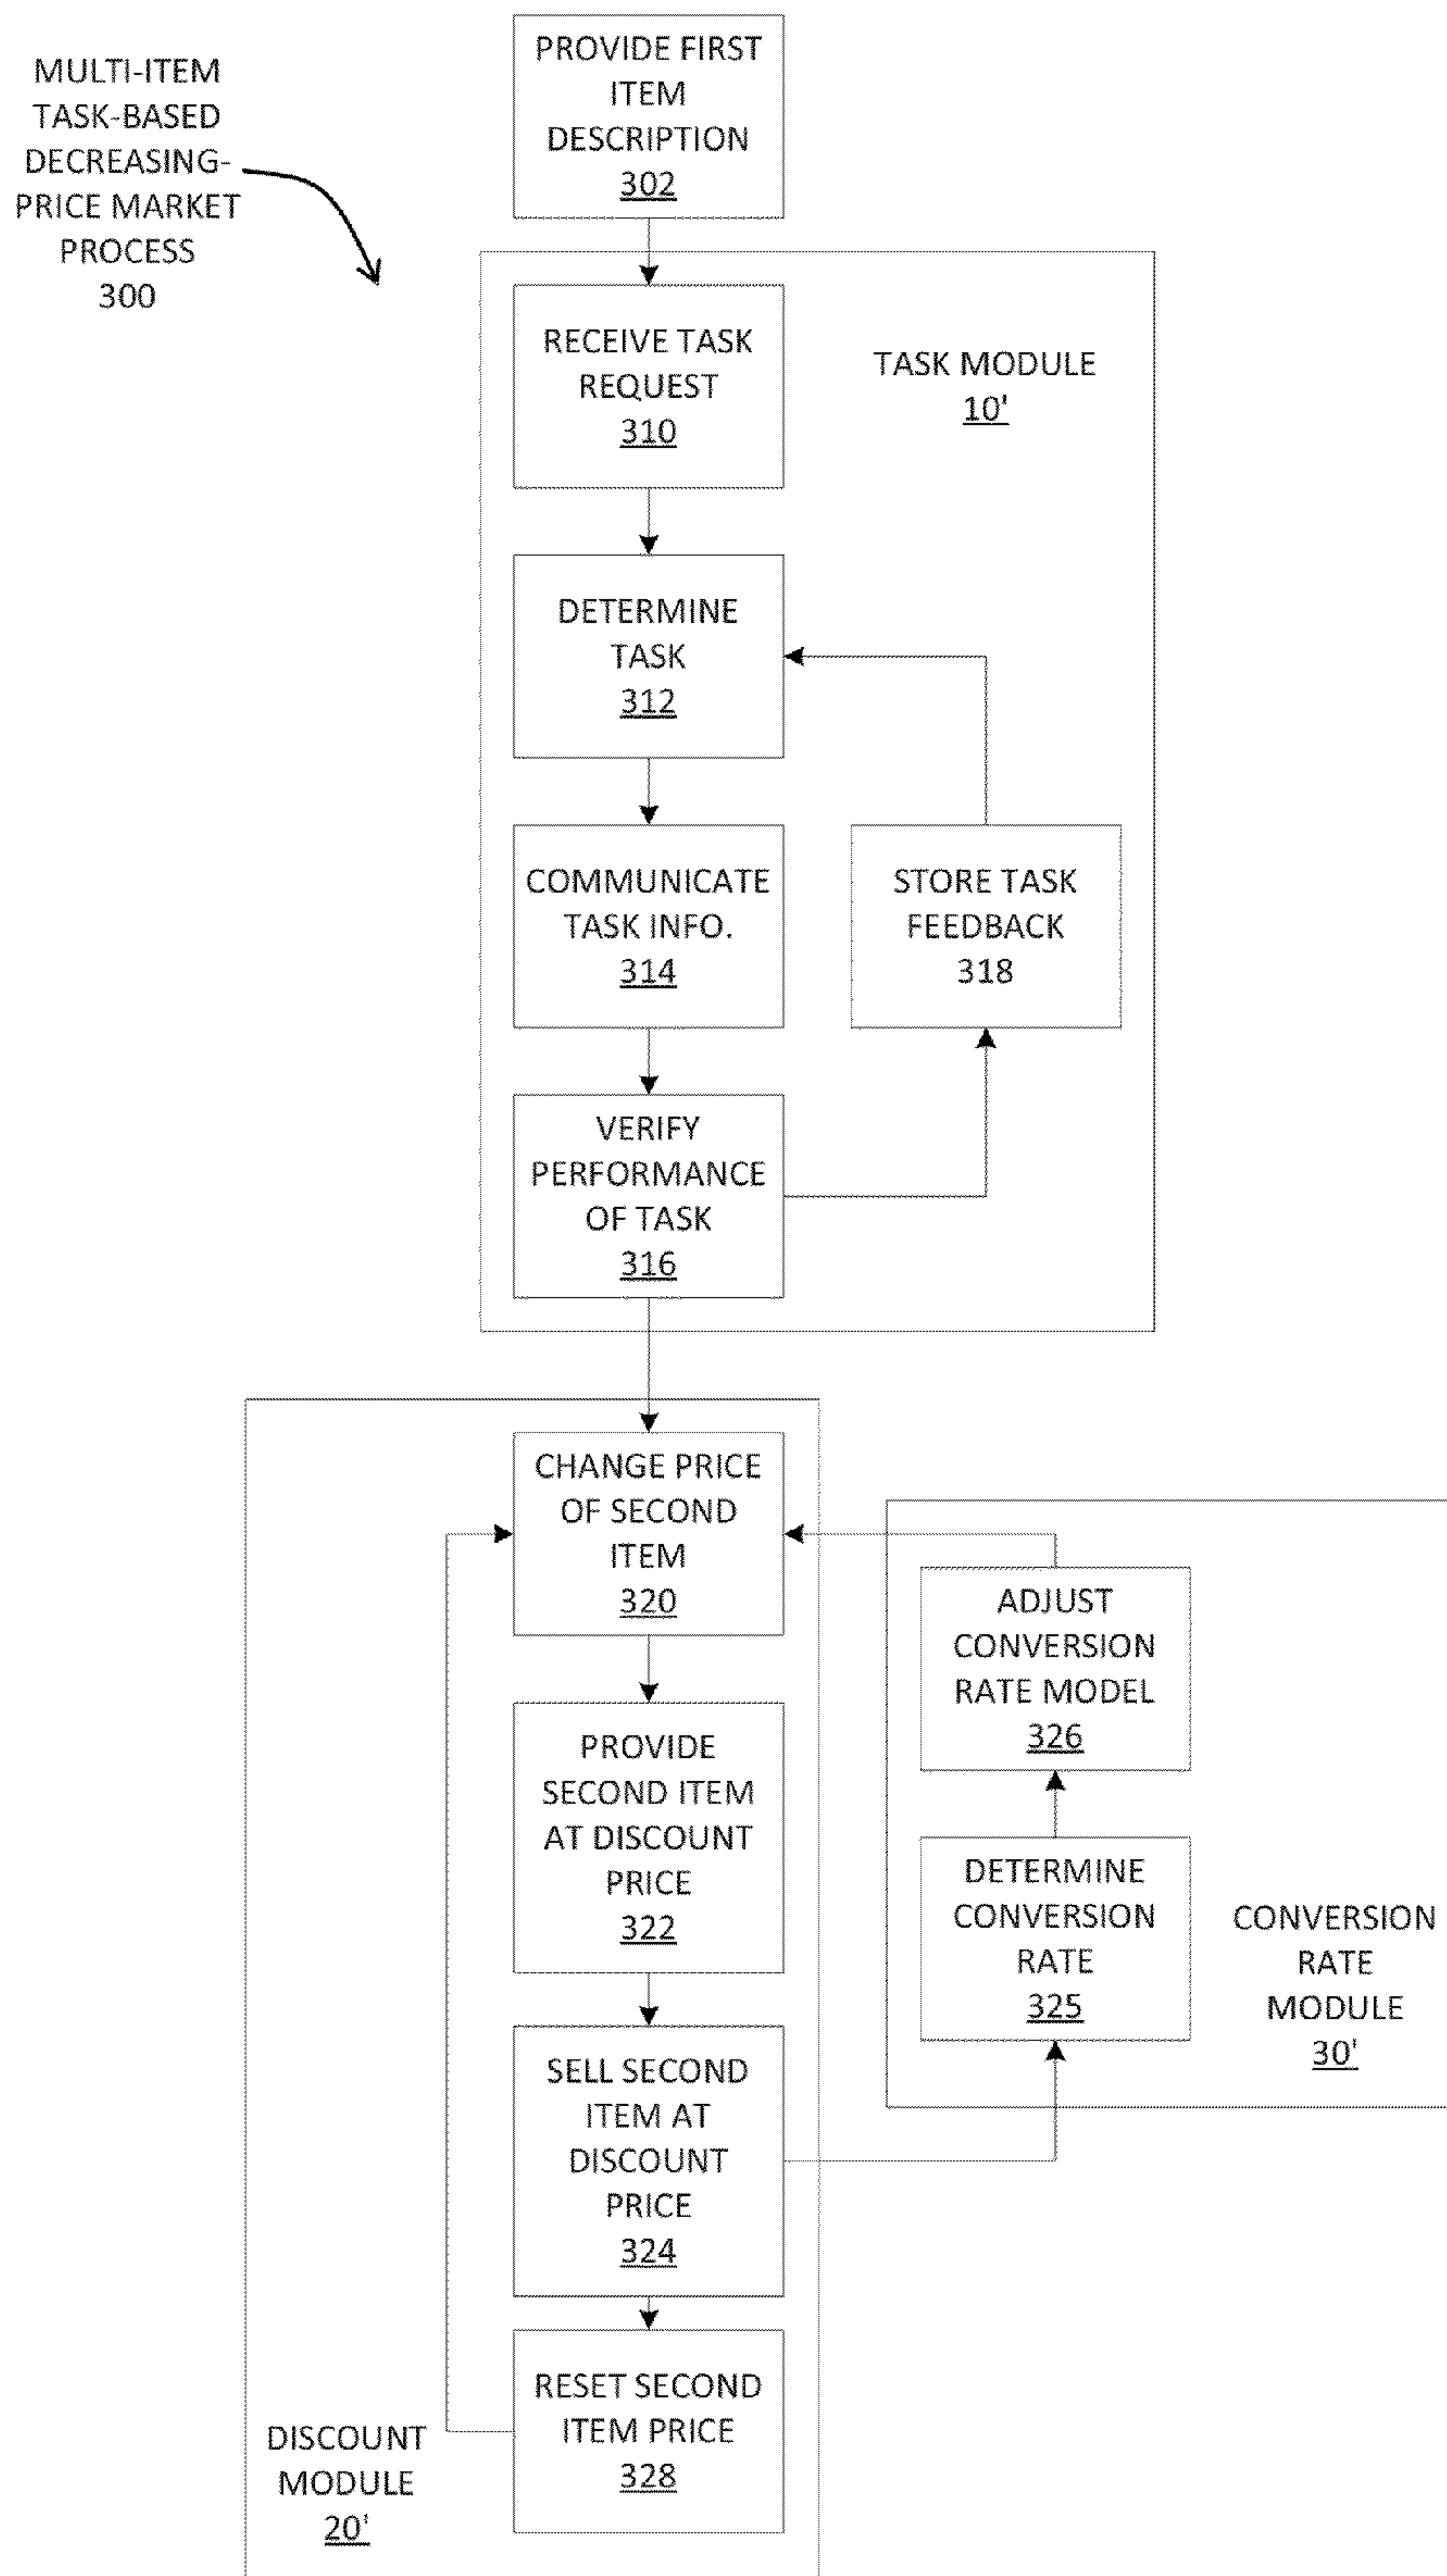 MULTI-ITEM
TASK-BASED
DECREASING-
PRICE MARKET
PROCESS
300
PROVIDE FIRST
ITEM
DESCRIPTION
302
RECEIVE TASK
REQUEST
310
TASK MODULE
10'
DETERMINE
TASK
312
COMMUNICATE
TASK INFO.
314
STORE TASK
FEEDBACK
318
VERIFY
PERFORMANCE
OF TASK
316
CHANGE PRICE
OF SECOND
ITEM
320
ADJUST
CONVERSION
RATE MODEL
326
PROVIDE
SECOND ITEM
AT DISCOUNT
PRICE
322
DETERMINE
CONVERSION
RATE
325
CONVERSION
RATE
MODULE
30'
SELL SECOND
ITEM AT
DISCOUNT
PRICE
324
RESET SECOND
ITEM PRICE
328
DISCOUNT
MODULE
20'